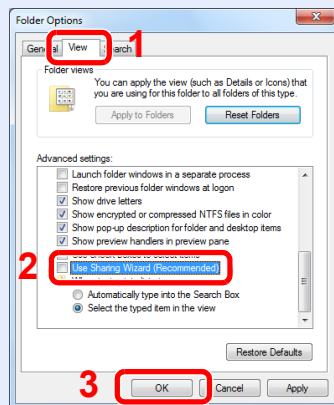 Folder Options
General View Search
1
Folder views
You can apply the view (such as Details or Icons) that
you are using for this folder to all folders of this type.
Apply to Folders Reset Folders
Advanced settings:
Launch folder windows in a separate process
Restore previous folder windows at logon
Show drive letters
Show encrypted or compressed NTFS files in color
Show pop-up description for folder and desktop items
Show preview handlers in preview pane
2
Use Sharing Wizard (Recommended)
Automatically type into the Search Box
Select the typed item in the view
Restore Defaults
3
OK Cancel Apply